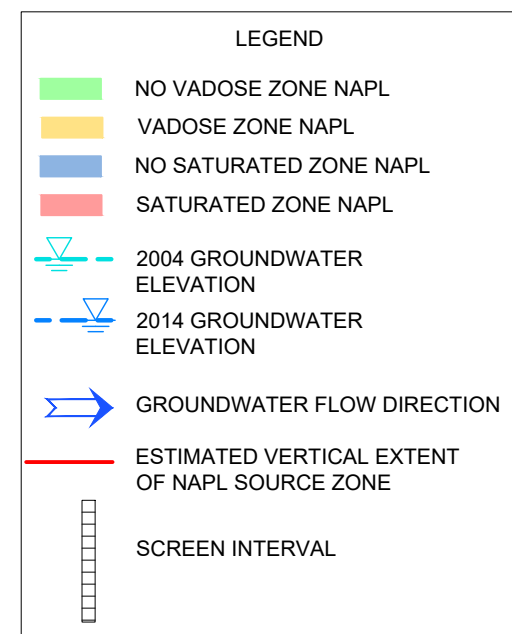 LEGEND
NO VADOSE ZONE NAPL
VADOSE ZONE NAPL
NO SATURATED ZONE NAPL
SATURATED ZONE NAPL
2004 GROUNDWATER
ELEVATION
2014 GROUNDWATER
ELEVATION
GROUNDWATER FLOW DIRECTION
ESTIMATED VERTICAL EXTENT
OF NAPL SOURCE ZONE
SCREEN INTERVAL